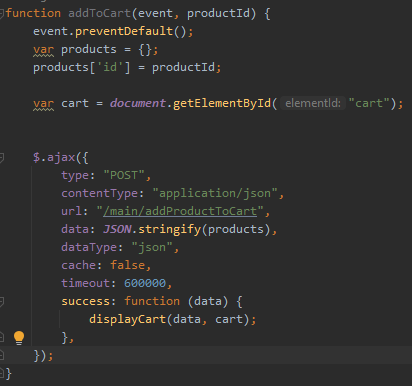 function addToCart(event, productId) {
event.preventDefault();
var products = {};
products['id'] = productId;
var cart = document.getElementById( elementId: "cart");
$.ajax({
type: "POST",
contentType: "application/json",
url: "/main/addProductToCart",
data: JSON.stringify(products),
dataType: "json",
cache: false,
timeout: 600000,
success: function (data) {
displayCart(data, cart);
},
});
}